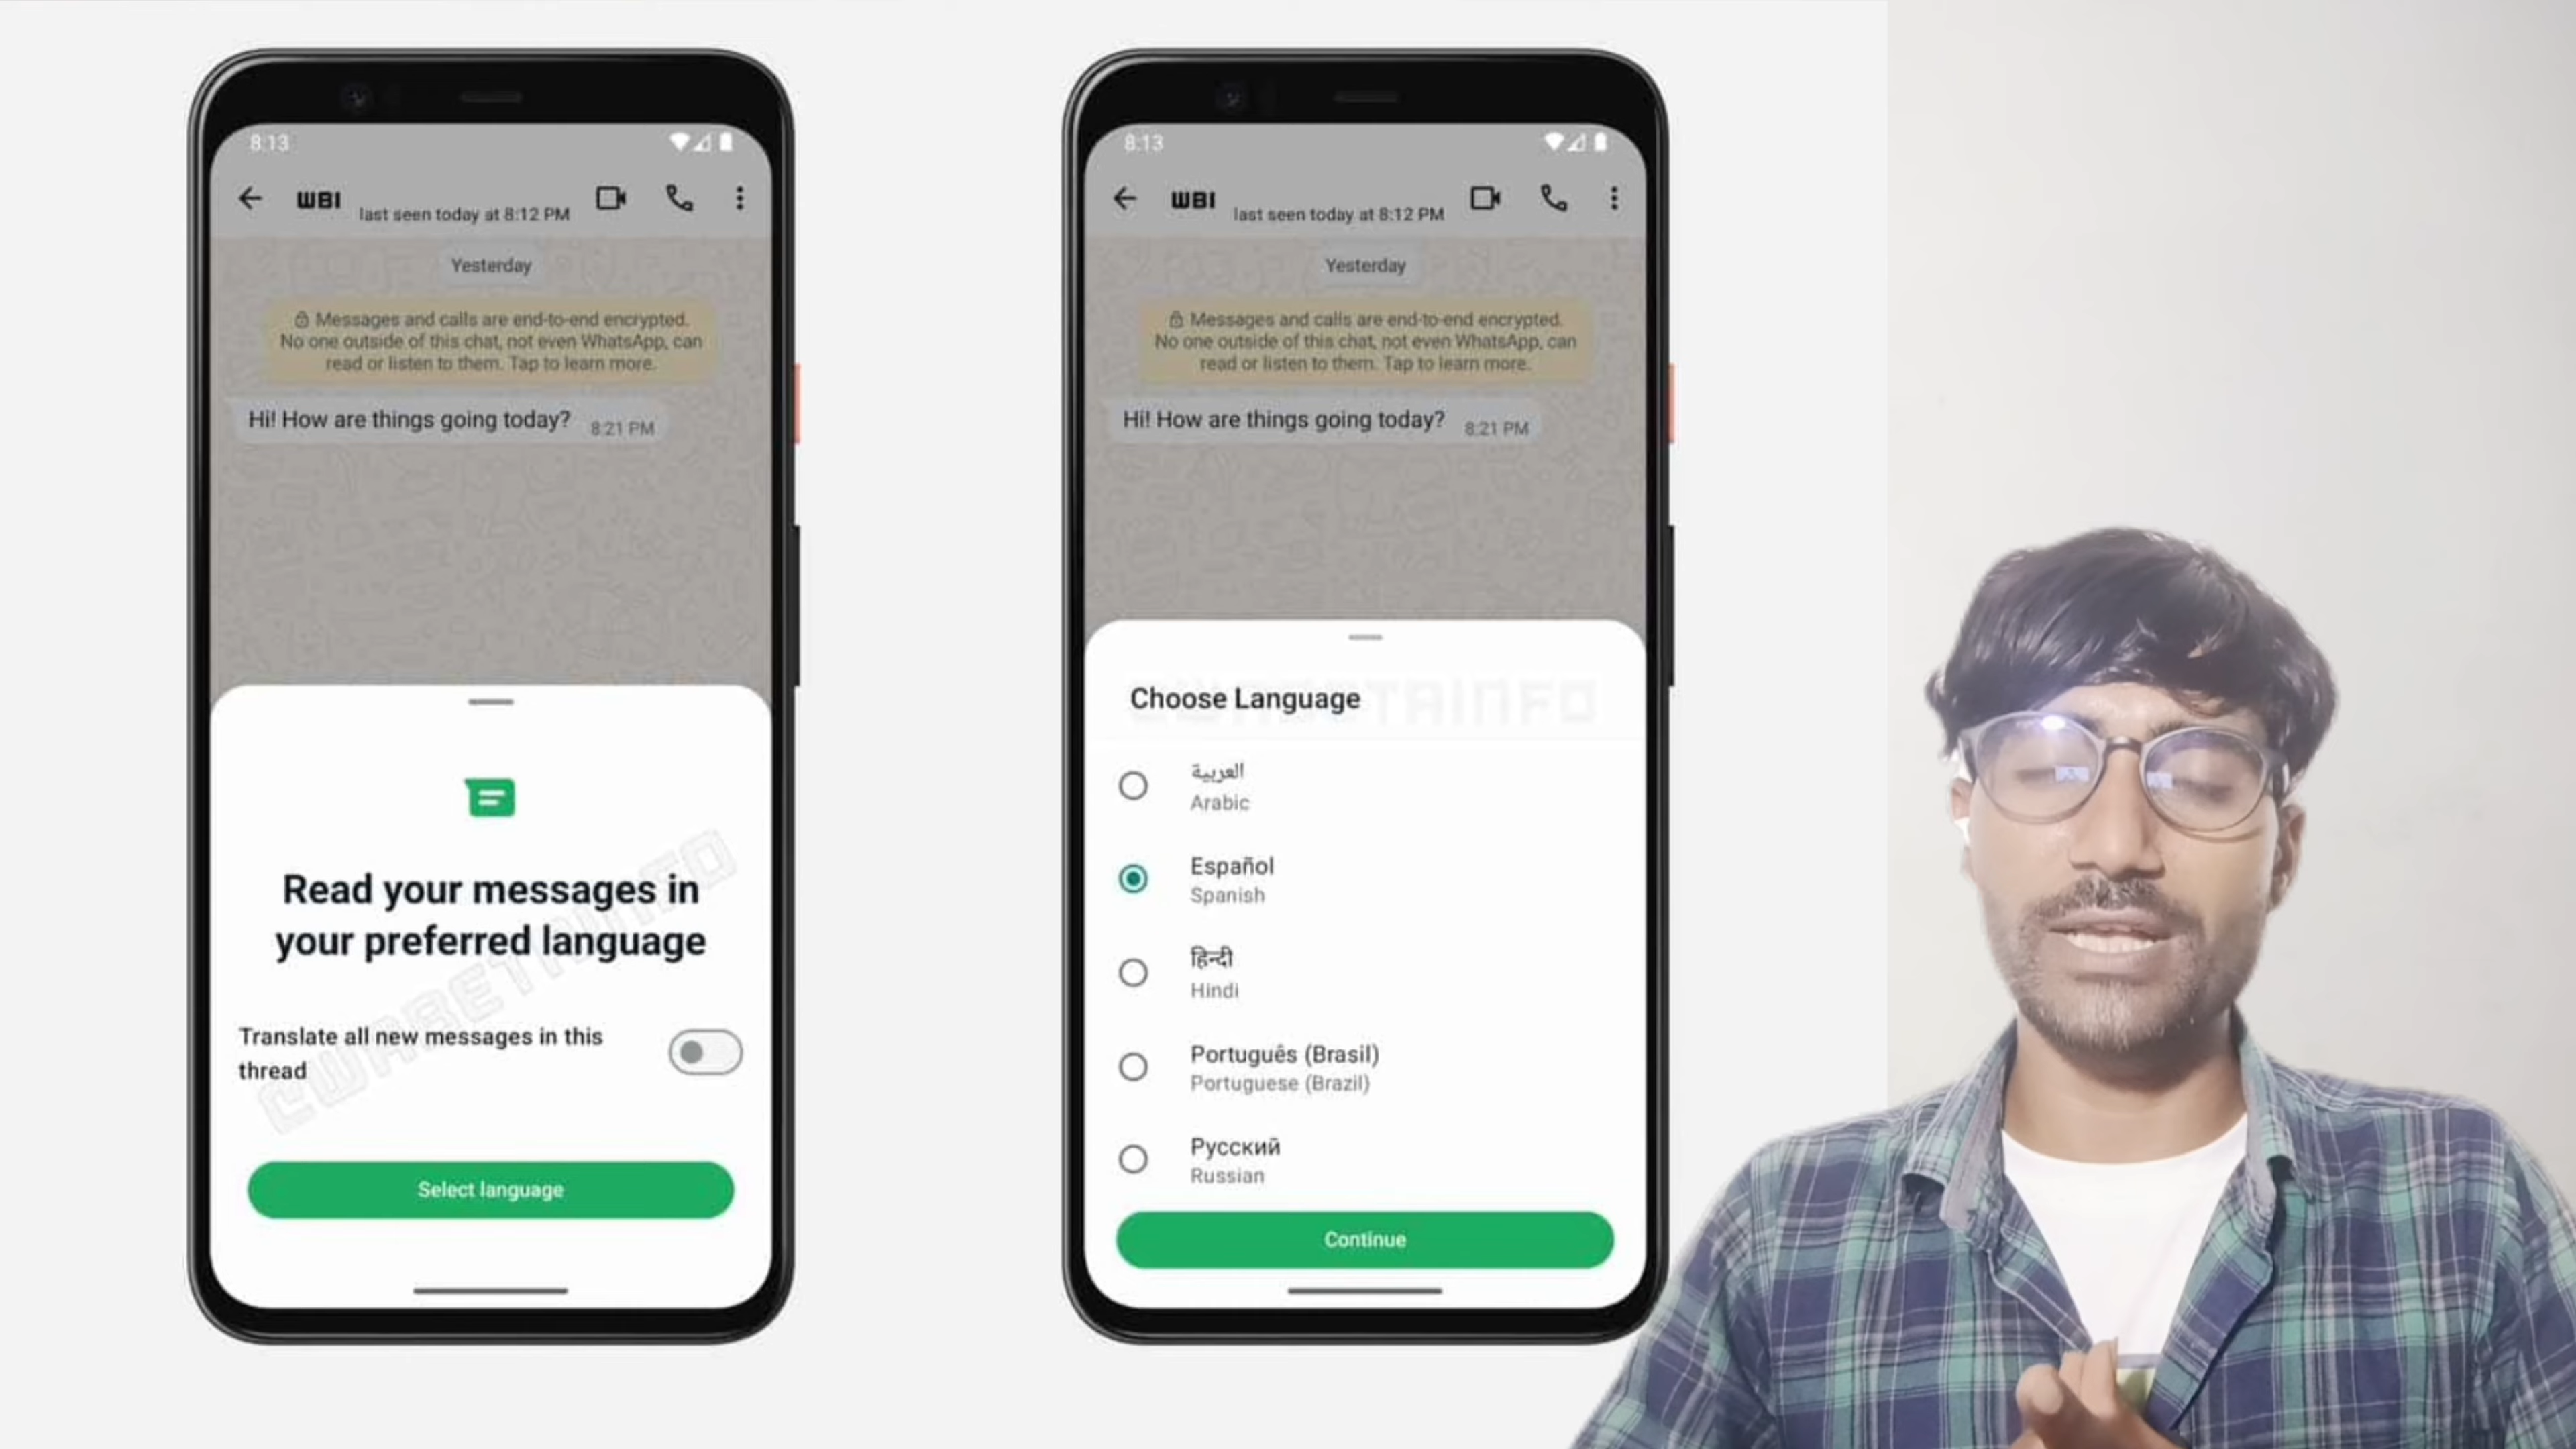 8:13
WBI
last seen today at 8:12 PM
Yesterday
Messages and calls are end-to-end encrypted.
No one outside of this chat, not even WhatsApp, can
read or listen to them. Tap to learn more.
Hi! How are things going today? 8:21 PM
Read your messages in
your preferred language
Translate all new messages in this
thread
Select language
©WABETAINFO
8:13
WBI
last seen today at 8:12 PM
Yesterday
Messages and calls are end-to-end encrypted.
No one outside of this chat, not even WhatsApp, can
read or listen to them. Tap to learn more.
Hi! How are things going today? 8:21 PM
Choose Language
©WABETAINFO
العربية
Arabic
Español
Spanish
हिन्दी
Hindi
Português (Brasil)
Portuguese (Brazil)
Русский
Russian
Continue